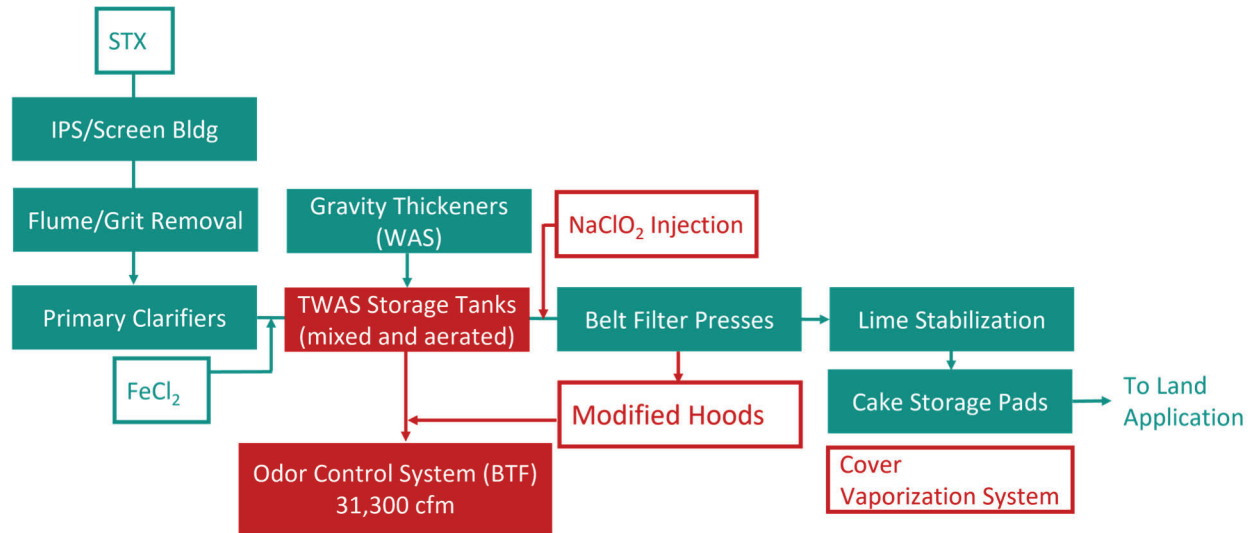 STX
IPS/Screen Bldg
Flume/Grit Removal
Gravity Thickeners
(WAS)
NaClO₂ Injection
Primary Clarifiers
TWAS Storage Tanks
(mixed and aerated)
Belt Filter Presses
Lime Stabilization
FeCl₂
Modified Hoods
Cake Storage Pads
To Land
Application
Odor Control System (BTF)
31,300 cfm
Cover
Vaporization System